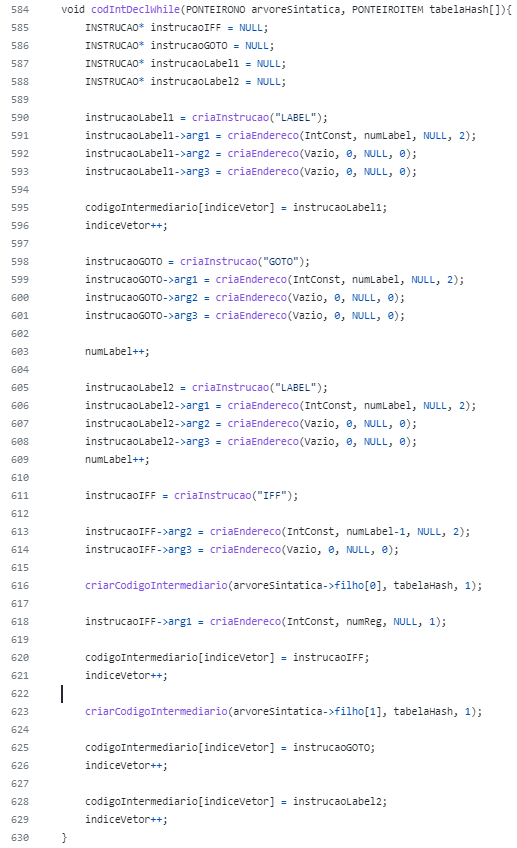 584 void codIntDeclWhile(PONTEIRONO arvoreSintatica, PONTEIROITEM tabelaHash[]){
585 INSTRUCAO* instrucaoIFF = NULL;
586 INSTRUCAO* instrucaoGOTO = NULL;
587 INSTRUCAO* instrucaoLabel1 = NULL;
588 INSTRUCAO* instrucaoLabel2 = NULL;
589
590 instrucaoLabel1 = criaInstrucao("LABEL");
591 instrucaoLabel1->arg1 = criaEndereco(IntConst, numLabel, NULL, 2);
592 instrucaoLabel1->arg2 = criaEndereco(Vazio, 0, NULL, 0);
593 instrucaoLabel1->arg3 = criaEndereco(Vazio, 0, NULL, 0);
594
595 codigoIntermediario[indiceVetor] = instrucaoLabel1;
596 indiceVetor++;
597
598 instrucaoGOTO = criaInstrucao("GOTO");
599 instrucaoGOTO->arg1 = criaEndereco(IntConst, numLabel, NULL, 2);
600 instrucaoGOTO->arg2 = criaEndereco(Vazio, 0, NULL, 0);
601 instrucaoGOTO->arg3 = criaEndereco(Vazio, 0, NULL, 0);
602
603 numLabel++;
604
605 instrucaoLabel2 = criaInstrucao("LABEL");
606 instrucaoLabel2->arg1 = criaEndereco(IntConst, numLabel, NULL, 2);
607 instrucaoLabel2->arg2 = criaEndereco(Vazio, 0, NULL, 0);
608 instrucaoLabel2->arg3 = criaEndereco(Vazio, 0, NULL, 0);
609 numLabel++;
610
611 instrucaoIFF = criaInstrucao("IFF");
612
613 instrucaoIFF->arg2 = criaEndereco(IntConst, numLabel-1, NULL, 2);
614 instrucaoIFF->arg3 = criaEndereco(Vazio, 0, NULL, 0);
615
616 criarCodigoIntermediario(arvoreSintatica->filho[0], tabelaHash, 1);
617
618 instrucaoIFF->arg1 = criaEndereco(IntConst, numReg, NULL, 1);
619
620 codigoIntermediario[indiceVetor] = instrucaoIFF;
621 indiceVetor++;
622
623 criarCodigoIntermediario(arvoreSintatica->filho[1], tabelaHash, 1);
624
625 codigoIntermediario[indiceVetor] = instrucaoGOTO;
626 indiceVetor++;
627
628 codigoIntermediario[indiceVetor] = instrucaoLabel2;
629 indiceVetor++;
630 }